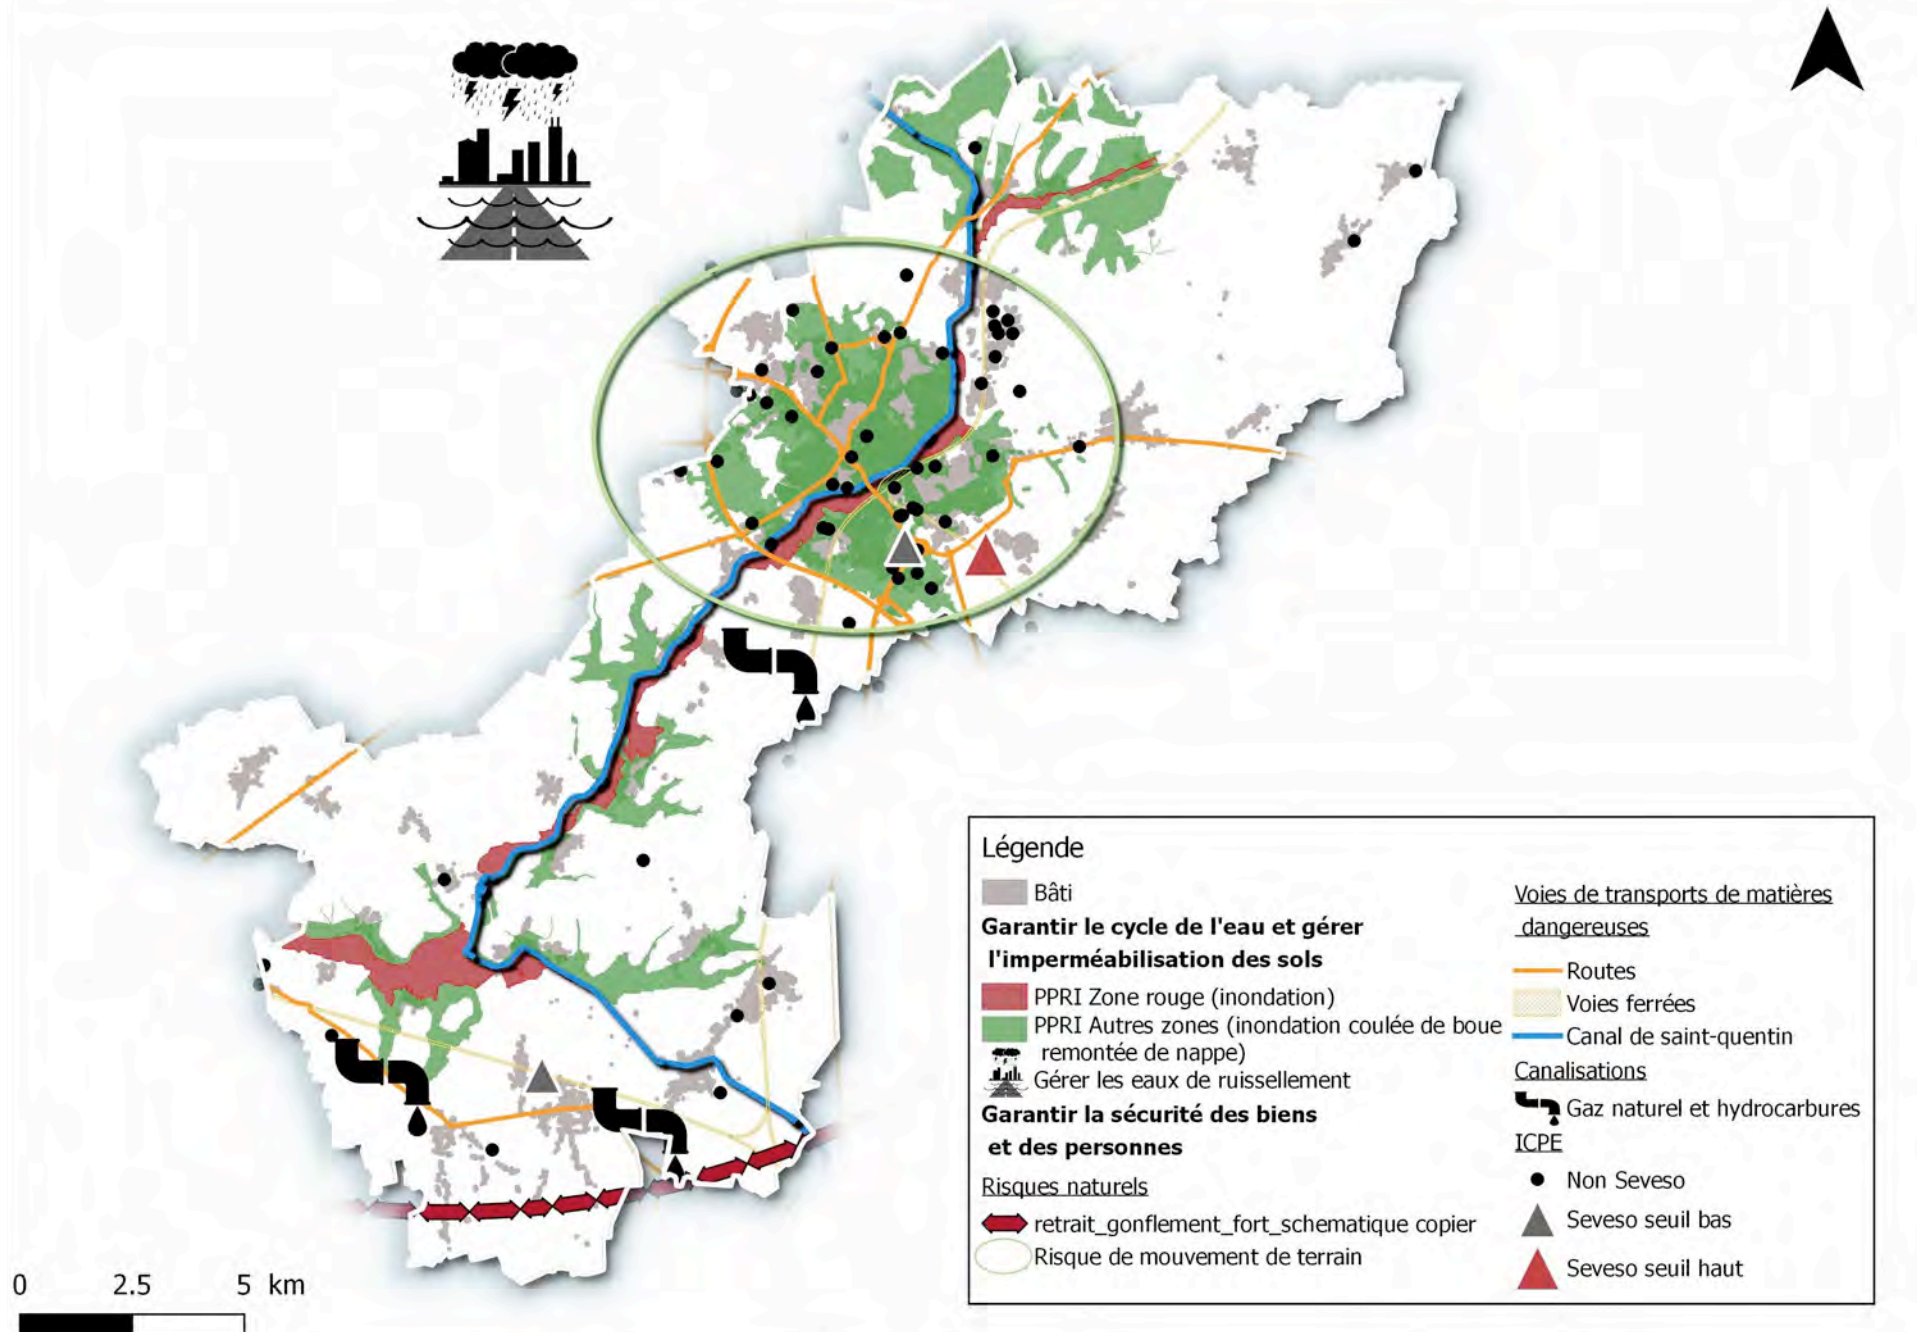 Légende
Bâti
Garantir le cycle de l'eau et gérer
l'imperméabilisation des sols
PPRI Zone rouge (inondation)
PPRI Autres zones (inondation coulée de boue
remontée de nappe)
Gérer les eaux de ruissellement
Garantir la sécurité des biens
et des personnes
Risques naturels
retrait_gonflement_fort_schematique copier
Risque de mouvement de terrain
Voies de transports de matières
dangereuses
Routes
Voies ferrées
Canal de saint-quentin
Canalisations
Gaz naturel et hydrocarbures
ICPE
Non Seveso
Seveso seuil bas
Seveso seuil haut
0 2.5 5 km